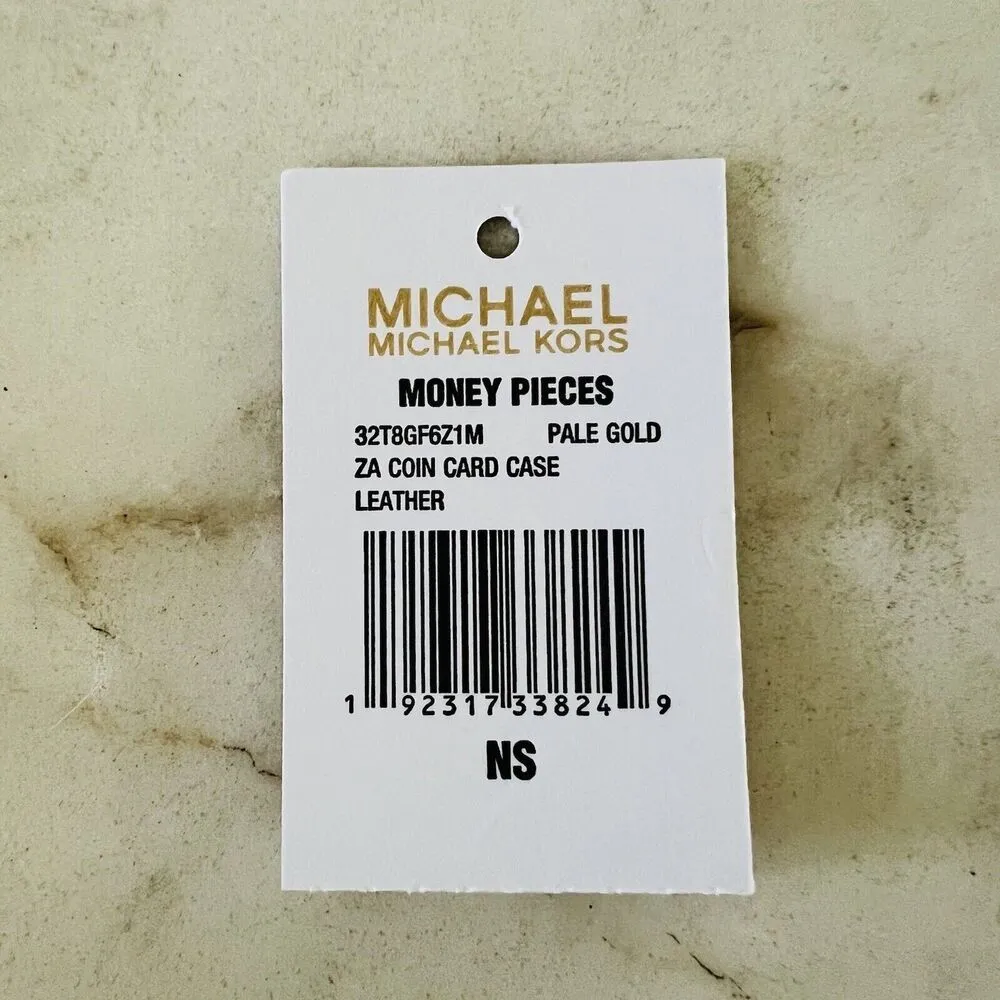 MICHAEL
MICHAEL KORS
MONEY PIECES
32T8GF6Z1M PALE GOLD
ZA COIN CARD CASE
LEATHER
1 92317 33824 9
NS